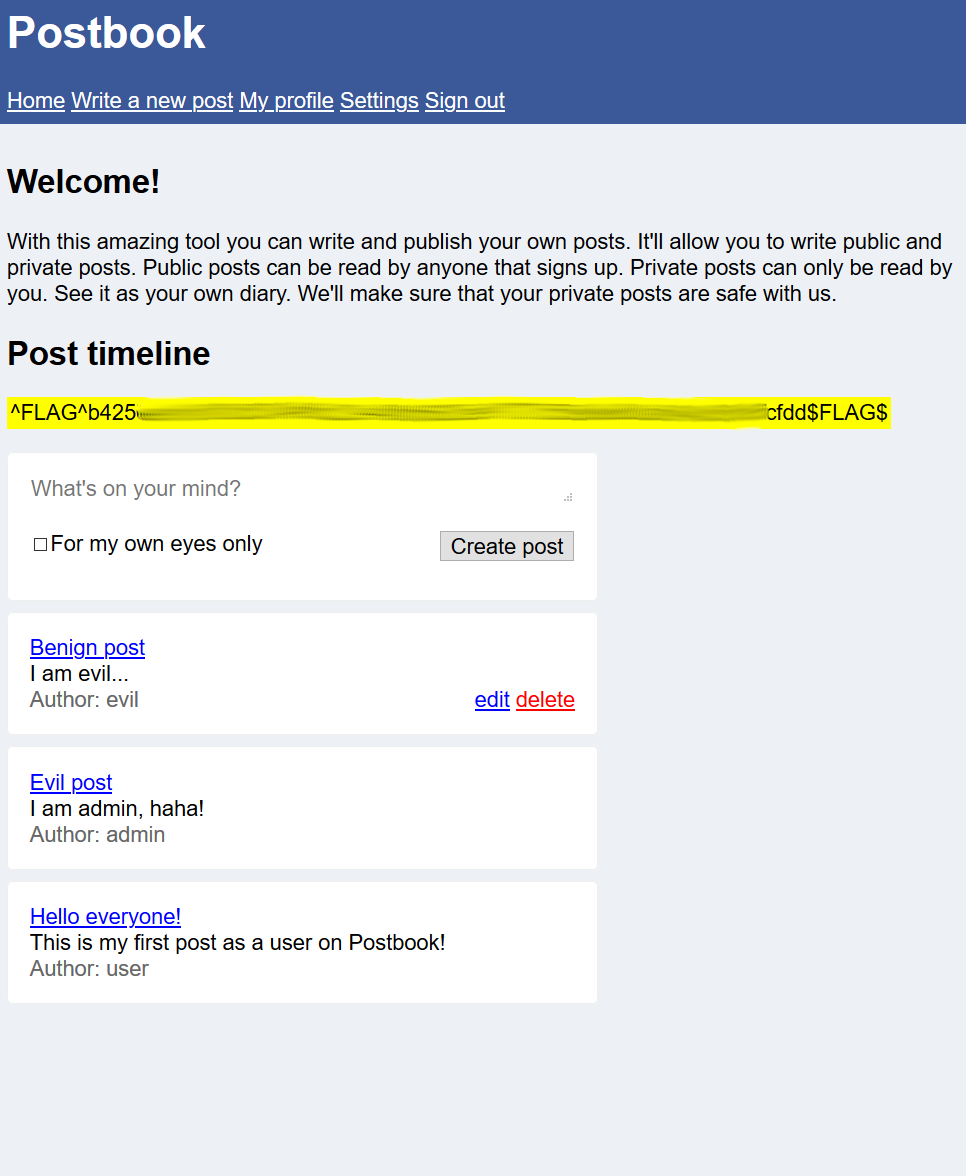 Postbook
Home Write a new post My profile Settings Sign out
Welcome!
With this amazing tool you can write and publish your own posts. It'll allow you to write public and
private posts. Public posts can be read by anyone that signs up. Private posts can only be read by
you. See it as your own diary. We'll make sure that your private posts are safe with us.
Post timeline
^FLAG^b425 cfdd$FLAG$
What's on your mind?
For my own eyes only Create post
Benign post
I am evil...
Author: evil edit delete
Evil post
I am admin, haha!
Author: admin
Hello everyone!
This is my first post as a user on Postbook!
Author: user